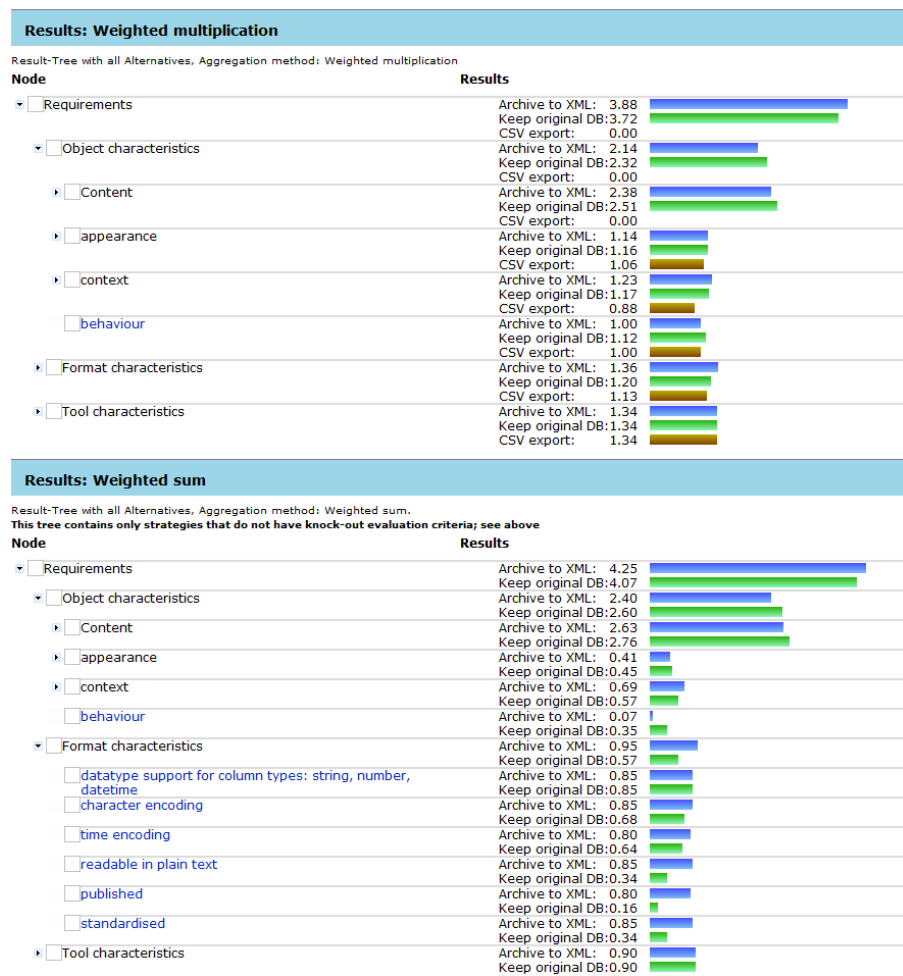 Results: Weighted multiplication
Result-Tree with all Alternatives, Aggregation method: Weighted multiplication
Node Results
Requirements Archive to XML: 3.88
Keep original DB:3.72
CSV export: 0.00
Object characteristics Archive to XML: 2.14
Keep original DB:2.32
CSV export: 0.00
Content Archive to XML: 2.38
Keep original DB:2.51
CSV export: 0.00
appearance Archive to XML: 1.14
Keep original DB:1.16
CSV export: 1.06
context Archive to XML: 1.23
Keep original DB:1.17
CSV export: 0.88
behaviour Archive to XML: 1.00
Keep original DB:1.12
CSV export: 1.00
Format characteristics Archive to XML: 1.36
Keep original DB:1.20
CSV export: 1.13
Tool characteristics Archive to XML: 1.34
Keep original DB:1.34
CSV export: 1.34
Results: Weighted sum
Result-Tree with all Alternatives, Aggregation method: Weighted sum.
This tree contains only strategies that do not have knock-out evaluation criteria; see above
Node Results
Requirements Archive to XML: 4.25
Keep original DB:4.07
Object characteristics Archive to XML: 2.40
Keep original DB:2.60
Content Archive to XML: 2.63
Keep original DB:2.76
appearance Archive to XML: 0.41
Keep original DB:0.45
context Archive to XML: 0.69
Keep original DB:0.57
behaviour Archive to XML: 0.07
Keep original DB:0.35
Format characteristics Archive to XML: 0.95
Keep original DB:0.57
datatype support for column types: string, number, Archive to XML: 0.85
datetime Keep original DB:0.85
character encoding Archive to XML: 0.85
Keep original DB:0.68
time encoding Archive to XML: 0.80
Keep original DB:0.64
readable in plain text Archive to XML: 0.85
Keep original DB:0.34
published Archive to XML: 0.80
Keep original DB:0.16
standardised Archive to XML: 0.85
Keep original DB:0.34
Tool characteristics Archive to XML: 0.90
Keep original DB:0.90